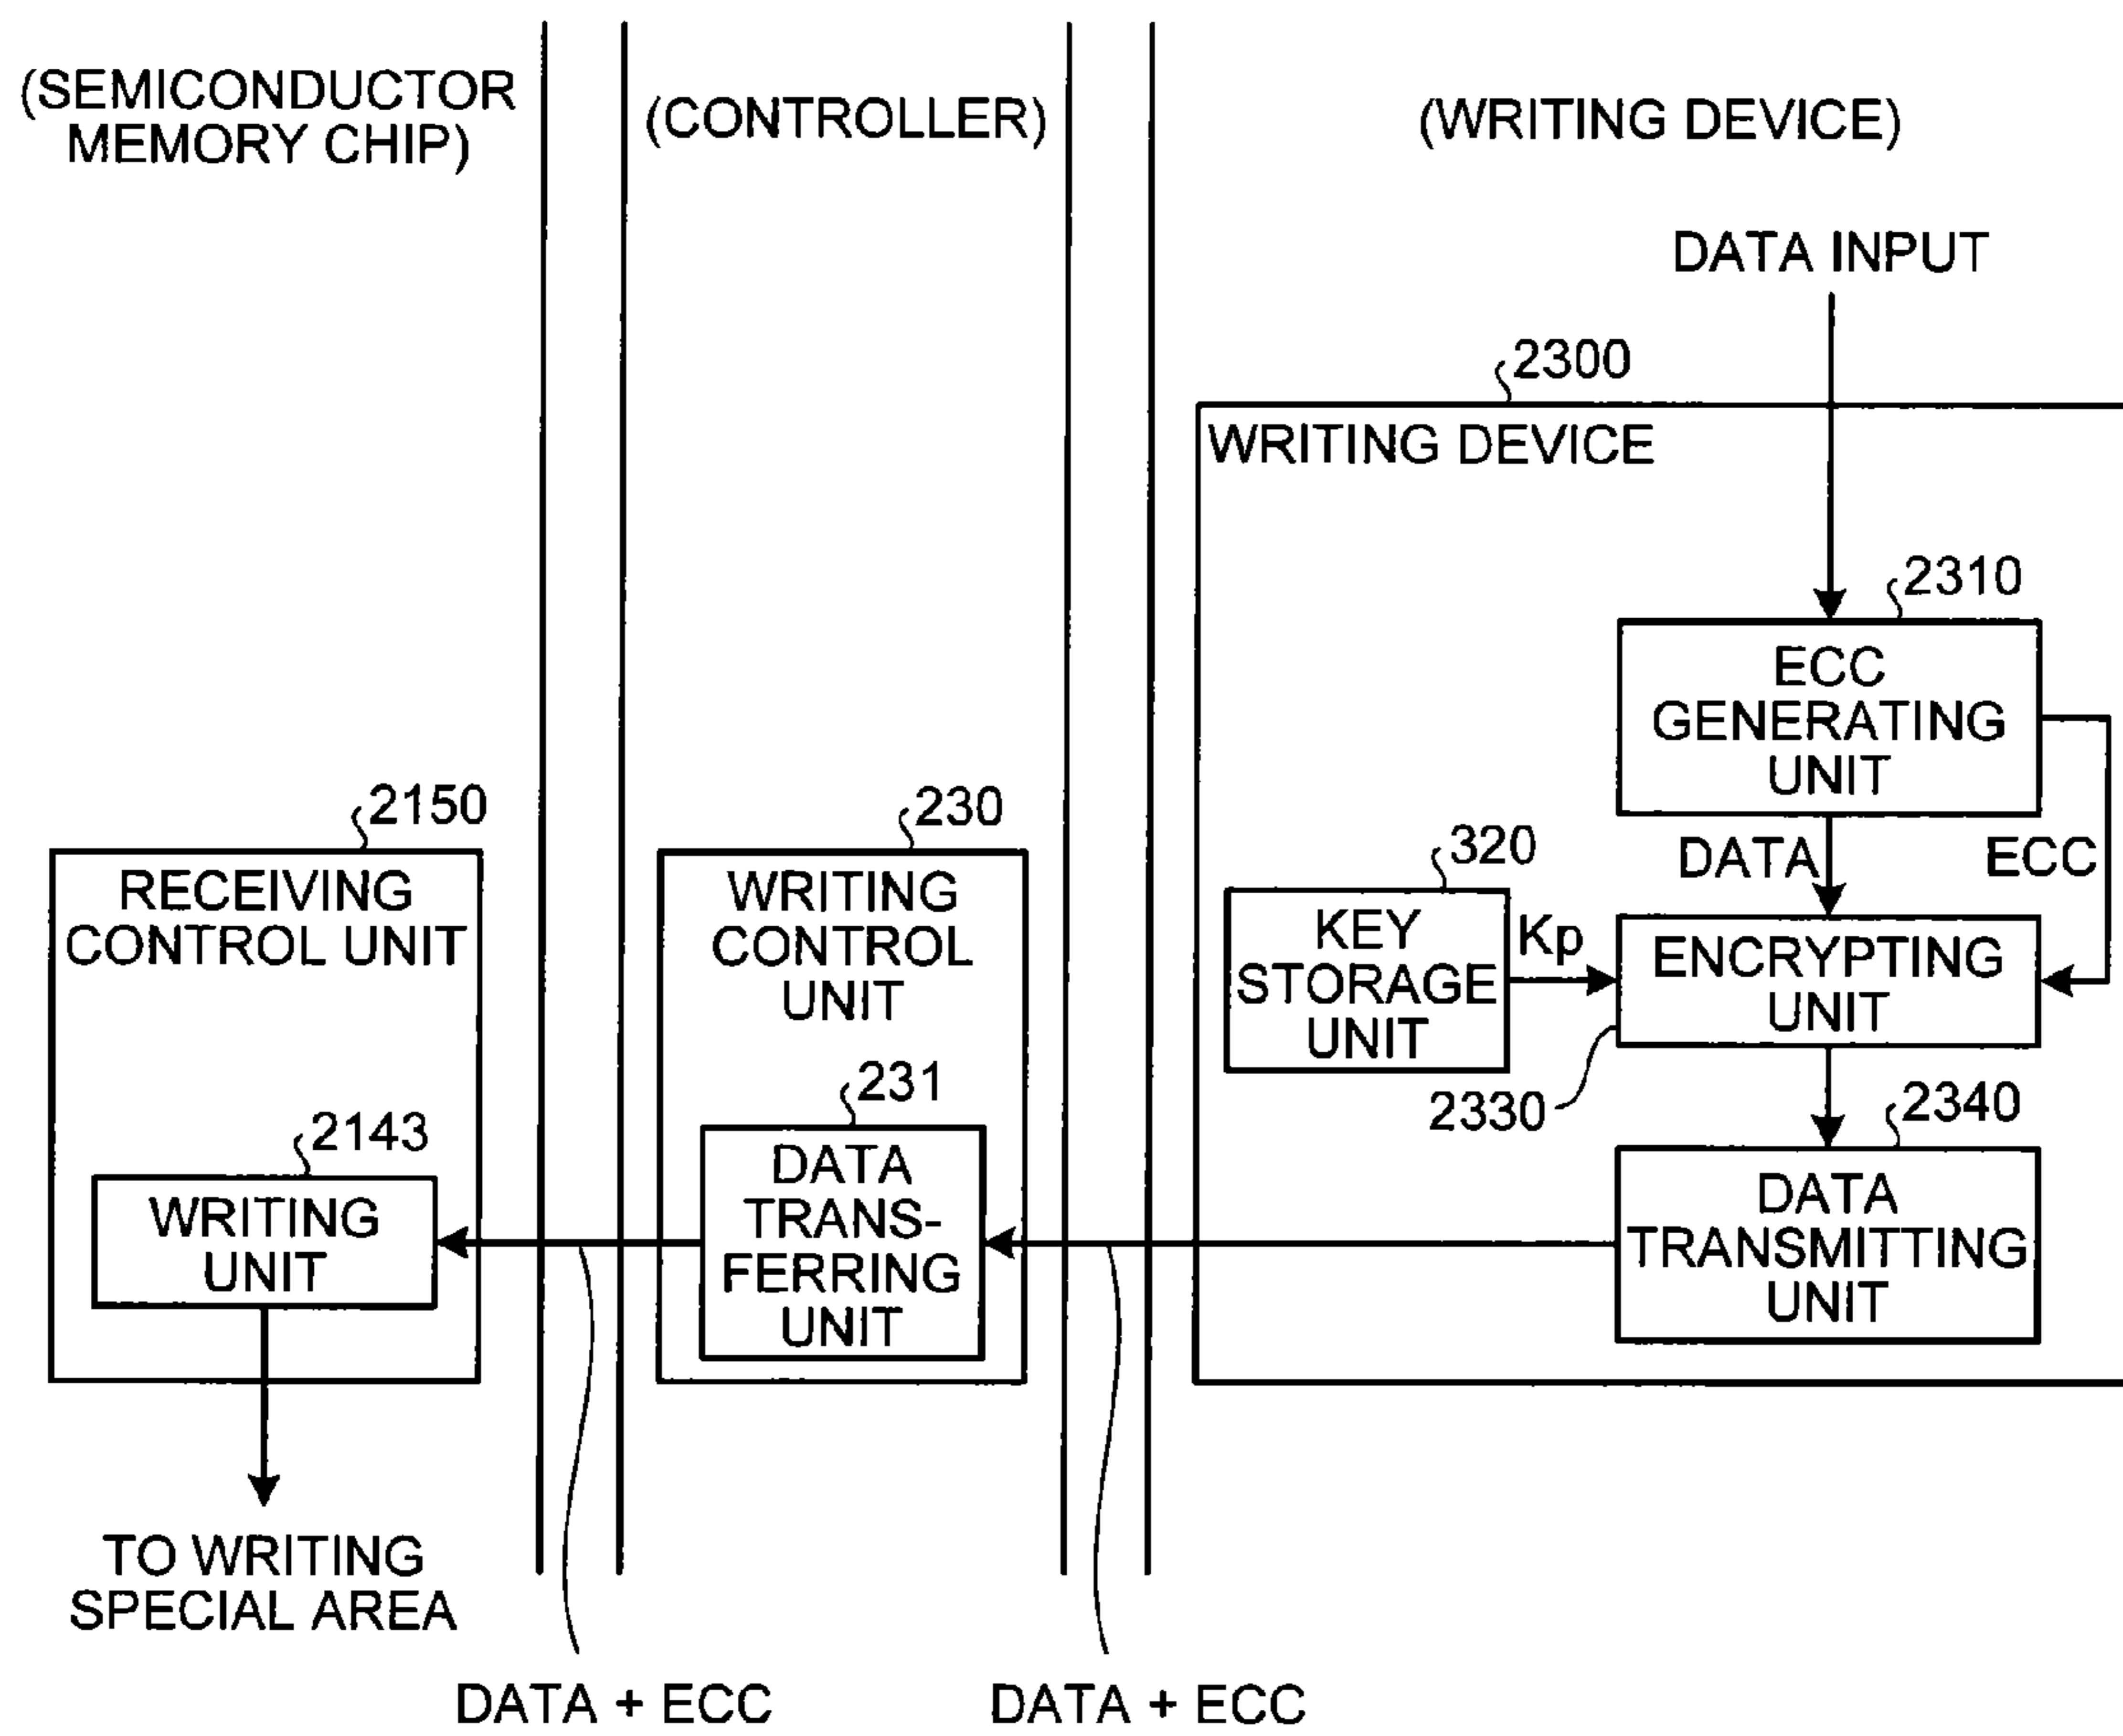 (SEMICONDUCTOR
MEMORY CHIP)
(CONTROLLER)
(WRITING DEVICE)
DATA INPUT
2300
WRITING DEVICE
2310
ECC
GENERATING
UNIT
DATA
ECC
320
KEY
STORAGE
UNIT
Kp
ENCRYPTING
UNIT
2330
2340
DATA
TRANSMITTING
UNIT
230
WRITING
CONTROL
UNIT
231
DATA
TRANS-
FERRING
UNIT
2150
RECEIVING
CONTROL UNIT
2143
WRITING
UNIT
TO WRITING
SPECIAL AREA
DATA + ECC
DATA + ECC